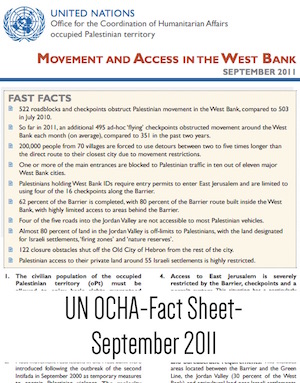 UNITED NATIONS
Office for the Coordination of Humanitarian Affairs
occupied Palestinian territory
MOVEMENT AND ACCESS IN THE WEST BANK
SEPTEMBER 2011
FAST FACTS
522 roadblocks and checkpoints obstruct Palestinian movement in the West Bank, compared to 503
in July 2010.
So far in 2011, an additional 495 ad-hoc 'flying' checkpoints obstructed movement around the West
Bank each month (on average), compared to 351 in the past two years.
200,000 people from 70 villages are forced to use detours between two to five times longer than
the direct route to their closest city due to movement restrictions.
One or more of the main entrances are blocked to Palestinian traffic in ten out of eleven major
West Bank cities.
Palestinians holding West Bank IDs require entry permits to enter East Jerusalem and are limited to
using four of the 16 checkpoints along the Barrier.
62 percent of the Barrier is completed, with 80 percent of the Barrier route built inside the West
Bank, with highly limited access to areas behind the Barrier.
Four of the five roads into the Jordan Valley are not accessible to most Palestinian vehicles.
Almost 80 percent of land in the Jordan Valley is off-limits to Palestinians, with the land designated
for Israeli settlements, 'firing zones' and 'nature reserves'.
122 closure obstacles shut off the Old City of Hebron from the rest of the city.
Palestinian access to their private land around 55 Israeli settlements is highly restricted.
1. The civilian population of the occupied
Palestinian territory (oPt) must be
4. Access to East Jerusalem is severely
restricted by the Barrier, checkpoints and a
UN OCHA-Fact Sheet-
September 2011
were introduced following the outbreak of the second
Intifada in September 2000 as temporary measures
areas located between the Barrier and the Green
Line, the Jordan Valley (30 percent of the West